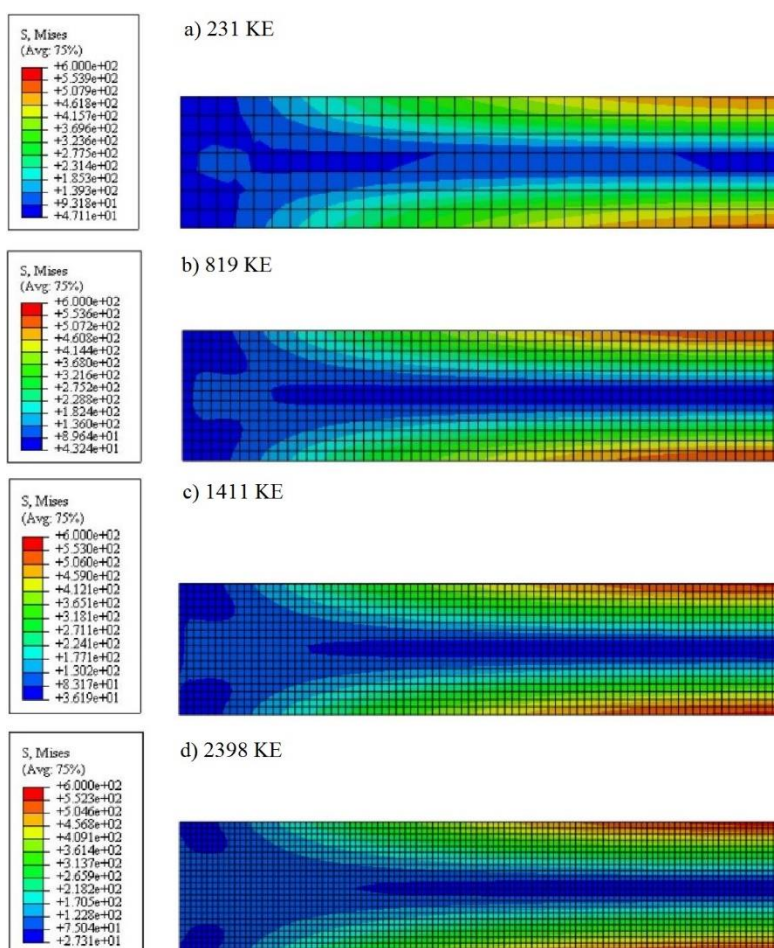 a) 231 KE
S, Mises
(Avg: 75%)
+6.000e+02
+5.539e+02
+5.079e+02
+4.618e+02
+4.157e+02
+3.696e+02
+3.236e+02
+2.775e+02
+2.314e+02
+1.853e+02
+1.393e+02
+9.318e+01
+4.711e+01
b) 819 KE
S, Mises
(Avg: 75%)
+6.000e+02
+5.536e+02
+5.072e+02
+4.608e+02
+4.144e+02
+3.680e+02
+3.216e+02
+2.752e+02
+2.288e+02
+1.824e+02
+1.360e+02
+8.964e+01
+4.324e+01
c) 1411 KE
S, Mises
(Avg: 75%)
+6.000e+02
+5.530e+02
+5.060e+02
+4.590e+02
+4.121e+02
+3.651e+02
+3.181e+02
+2.711e+02
+2.241e+02
+1.771e+02
+1.302e+02
+8.317e+01
+3.619e+01
d) 2398 KE
S, Mises
(Avg: 75%)
+6.000e+02
+5.523e+02
+5.046e+02
+4.568e+02
+4.091e+02
+3.614e+02
+3.137e+02
+2.659e+02
+2.182e+02
+1.705e+02
+1.228e+02
+7.504e+01
+2.731e+01